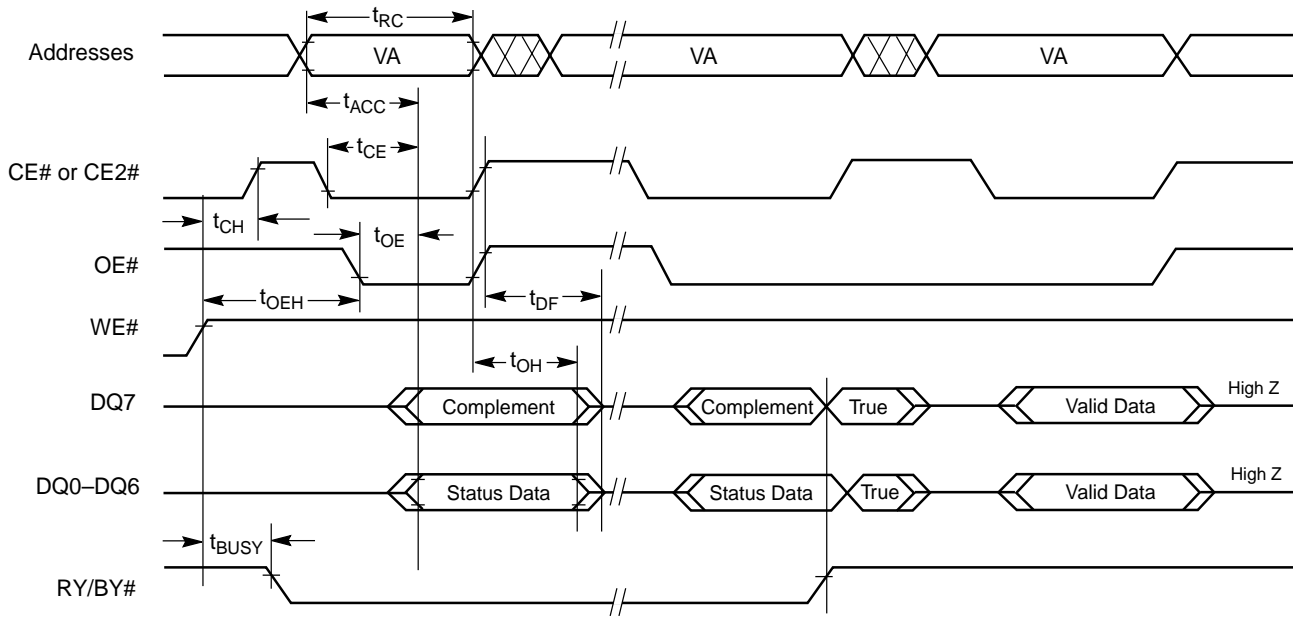 tRC
Addresses VA VA VA
tACC
tCE
CE# or CE2#
tCH tOE
OE#
tOEH tDF
WE#
tOH
DQ7 Complement Complement True Valid Data High Z
DQ0–DQ6 Status Data Status Data True Valid Data High Z
tBUSY
RY/BY#